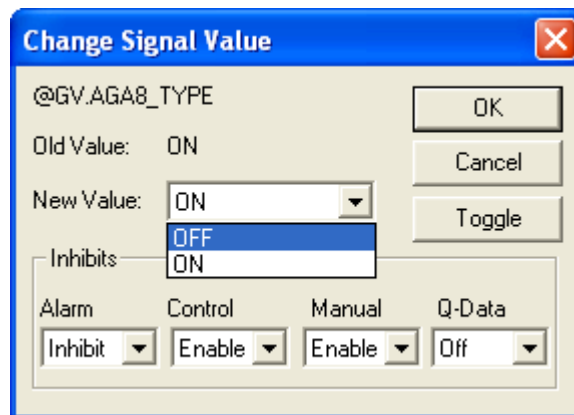 Change Signal Value
@GV.AGA8_TYPE
OK
Old Value: ON
Cancel
New Value: ON
Toggle
OFF
ON
Inhibits
Alarm Control Manual Q-Data
Inhibit Enable Enable Off